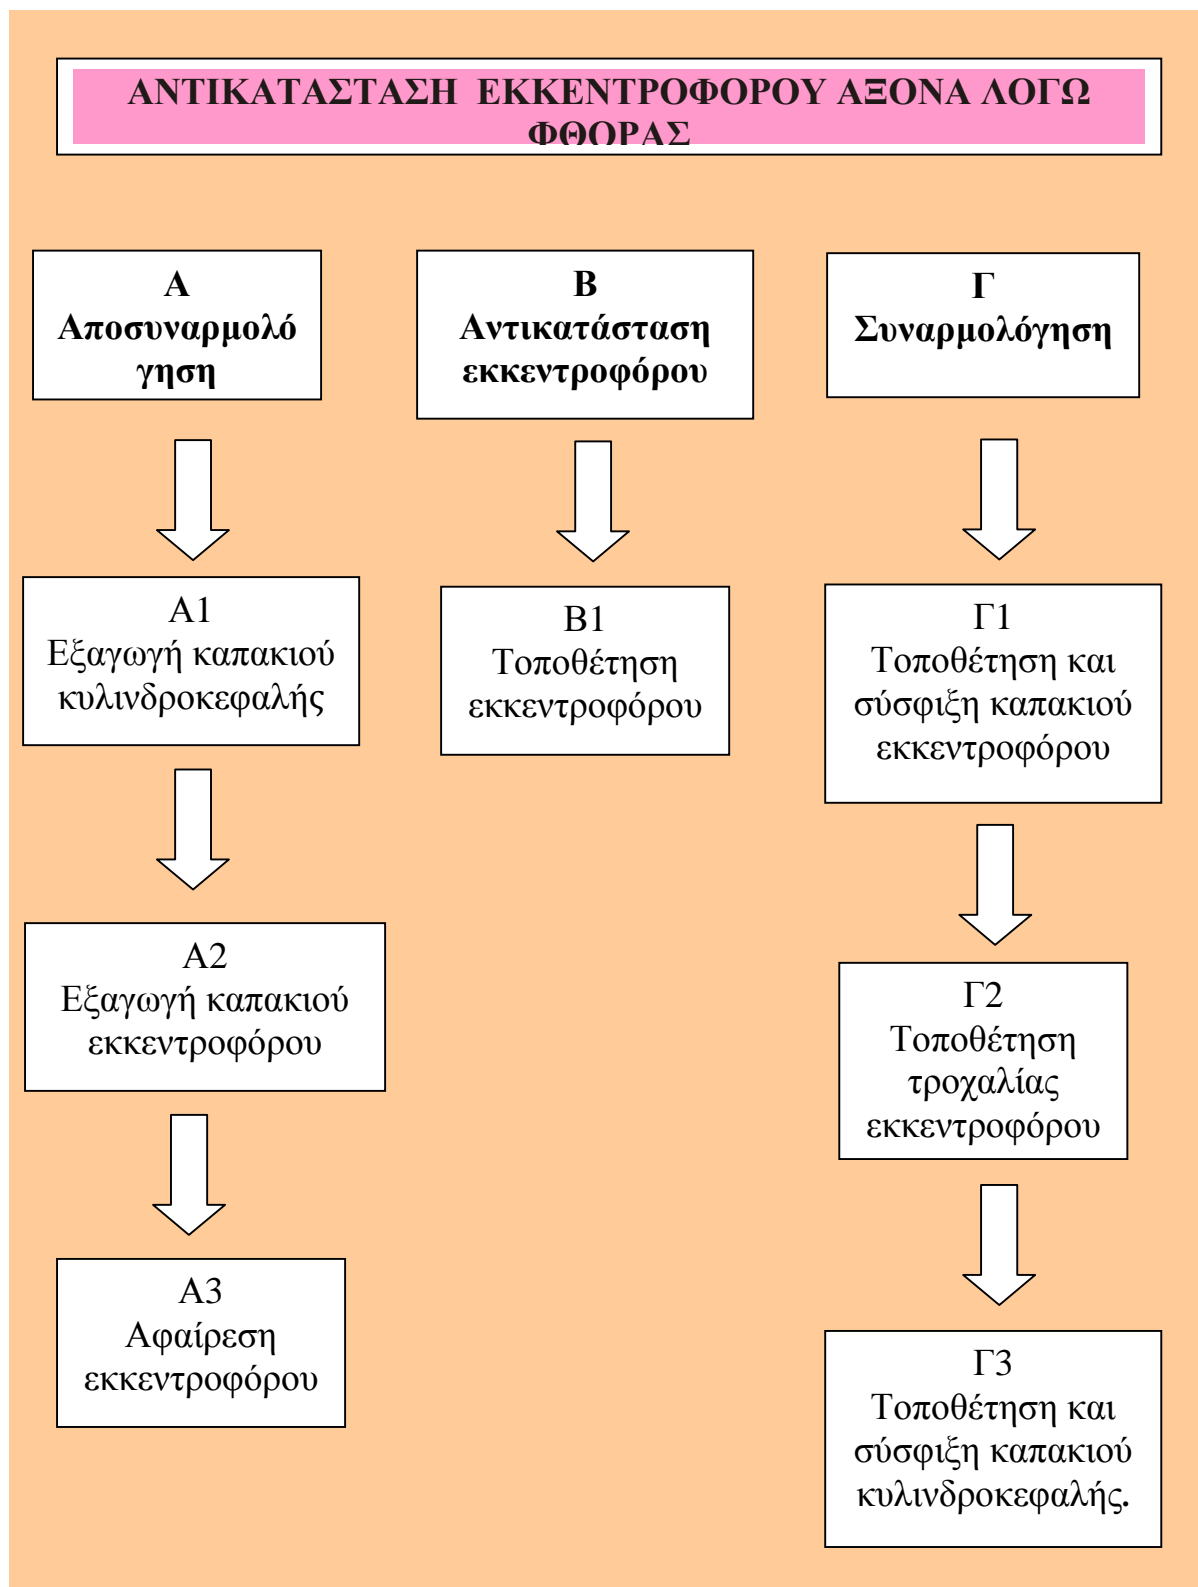 ΑΝΤΙΚΑΤΑΣΤΑΣΗ ΕΚΚΕΝΤΡΟΦΟΡΟΥ ΑΞΟΝΑ ΛΟΓΩ
ΦΘΟΡΑΣ
Α
Αποσυναρμολό
γηση
Α1
Εξαγωγή καπακιού
κυλινδροκεφαλής
Α2
Εξαγωγή καπακιού
εκκεντροφόρου
Α3
Αφαίρεση
εκκεντροφόρου
Β
Αντικατάσταση
εκκεντροφόρου
Β1
Τοποθέτηση
εκκεντροφόρου
Γ
Συναρμολόγηση
Γ1
Τοποθέτηση και
σύσφιξη καπακιού
εκκεντροφόρου
Γ2
Τοποθέτηση
τροχαλίας
εκκεντροφόρου
Γ3
Τοποθέτηση και
σύσφιξη καπακιού
κυλινδροκεφαλής.